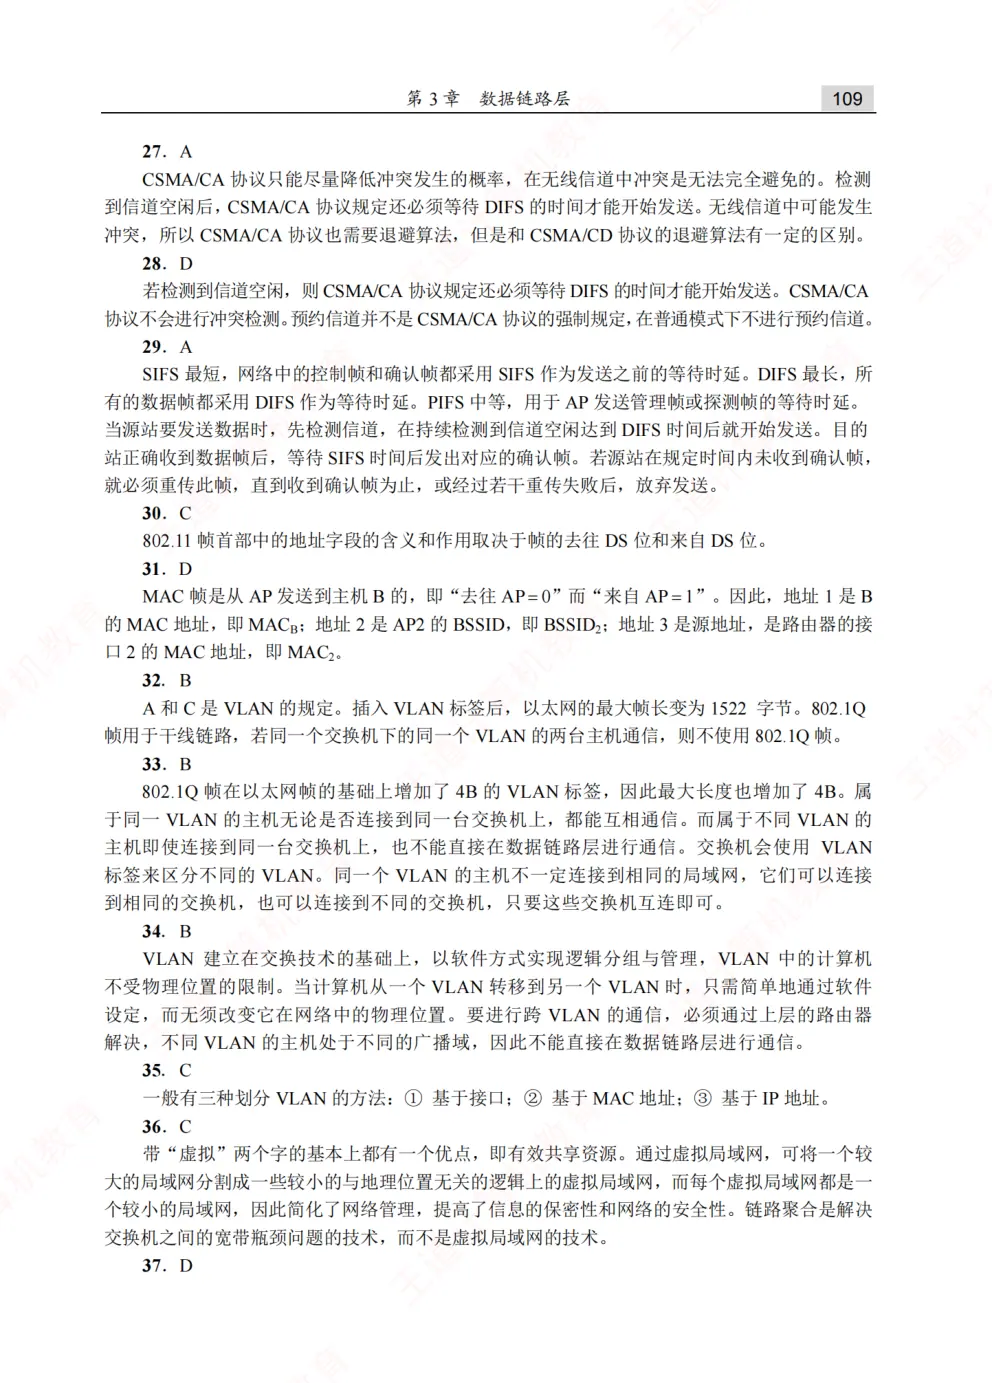 第 3 章 数据链路层 109
27. A
CSMA/CA 协议只能尽量降低冲突发生的概率，在无线信道中冲突是无法完全避免的。检测
到信道空闲后，CSMA/CA 协议规定还必须等待 DIFS 的时间才能开始发送。无线信道中可能发生
冲突，所以 CSMA/CA 协议也需要退避算法，但是和 CSMA/CD 协议的退避算法有一定的区别。
28. D
若检测到信道空闲，则 CSMA/CA 协议规定还必须等待 DIFS 的时间才能开始发送。CSMA/CA
协议不会进行冲突检测。预约信道并不是 CSMA/CA 协议的强制规定，在普通模式下不进行预约信道。
29. A
SIFS 最短，网络中的控制帧和确认帧都采用 SIFS 作为发送之前的等待时延。DIFS 最长，所
有的数据帧都采用 DIFS 作为等待时延。PIFS 中等，用于 AP 发送管理帧或探测帧的等待时延。
当源站要发送数据时，先检测信道，在持续检测到信道空闲达到 DIFS 时间后就开始发送。目的
站正确收到数据帧后，等待 SIFS 时间后发出对应的确认帧。若源站在规定时间内未收到确认帧，
就必须重传此帧，直到收到确认帧为止，或经过若干重传失败后，放弃发送。
30. C
802.11 帧首部中的地址字段的含义和作用取决于帧的去往 DS 位和来自 DS 位。
31. D
MAC 帧是从 AP 发送到主机 B 的，即“去往 AP = 0”而“来自 AP = 1”。因此，地址 1 是 B
的 MAC 地址，即 MAC_B；地址 2 是 AP2 的 BSSID，即 BSSID₂；地址 3 是源地址，是路由器的接
口 2 的 MAC 地址，即 MAC₂。
32. B
A 和 C 是 VLAN 的规定。插入 VLAN 标签后，以太网的最大帧长变为 1522 字节。802.1Q
帧用于干线链路，若同一个交换机下的同一个 VLAN 的两台主机通信，则不使用 802.1Q 帧。
33. B
802.1Q 帧在以太网帧的基础上增加了 4B 的 VLAN 标签，因此最大长度也增加了 4B。属
于同一 VLAN 的主机无论是否连接到同一台交换机上，都能互相通信。而属于不同 VLAN 的
主机即使连接到同一台交换机上，也不能直接在数据链路层进行通信。交换机会使用 VLAN
标签来区分不同的 VLAN。同一个 VLAN 的主机不一定连接到相同的局域网，它们可以连接
到相同的交换机，也可以连接到不同的交换机，只要这些交换机互连即可。
34. B
VLAN 建立在交换技术的基础上，以软件方式实现逻辑分组与管理，VLAN 中的计算机
不受物理位置的限制。当计算机从一个 VLAN 转移到另一个 VLAN 时，只需简单地通过软件
设定，而无须改变它在网络中的物理位置。要进行跨 VLAN 的通信，必须通过上层的路由器
解决，不同 VLAN 的主机处于不同的广播域，因此不能直接在数据链路层进行通信。
35. C
一般有三种划分 VLAN 的方法：① 基于接口；② 基于 MAC 地址；③ 基于 IP 地址。
36. C
带“虚拟”两个字的基本上都有一个优点，即有效共享资源。通过虚拟局域网，可将一个较
大的局域网分割成一些较小的与地理位置无关的逻辑上的虚拟局域网，而每个虚拟局域网都是一
个较小的局域网，因此简化了网络管理，提高了信息的保密性和网络的安全性。链路聚合是解决
交换机之间的宽带瓶颈问题的技术，而不是虚拟局域网的技术。
37. D